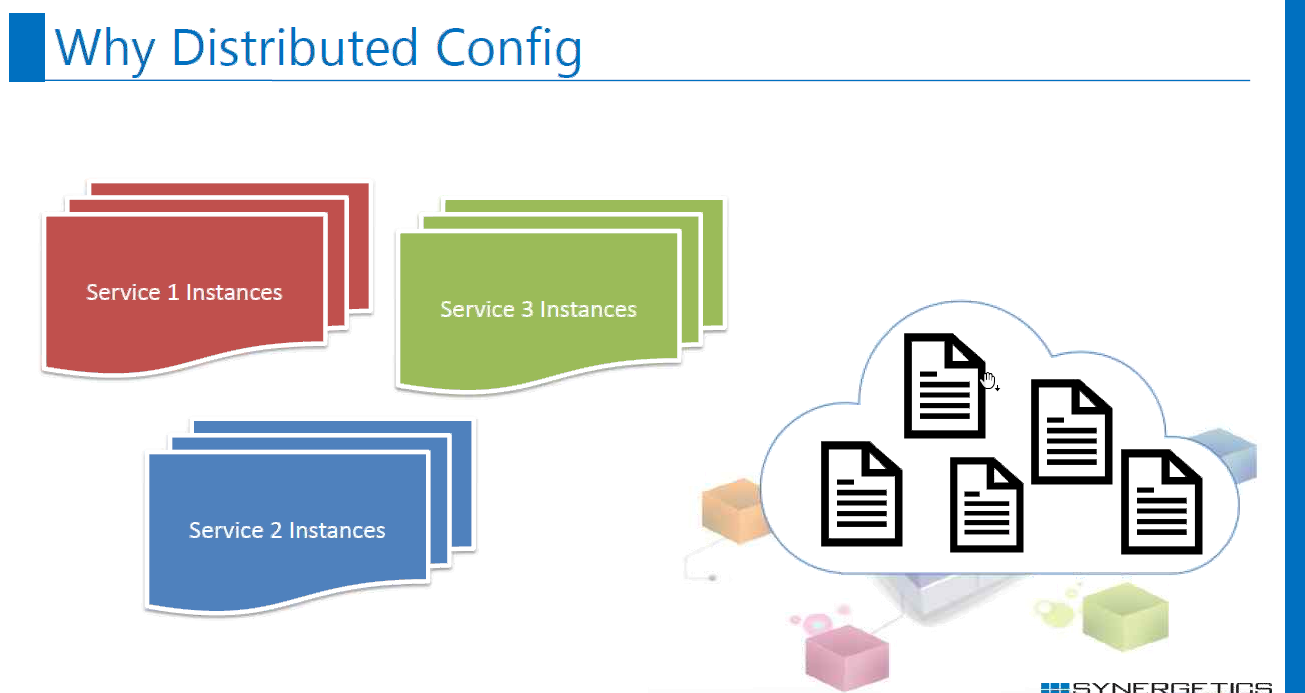 Why Distributed Config
Service 1 Instances
Service 3 Instances
Service 2 Instances
SYNERGETICS